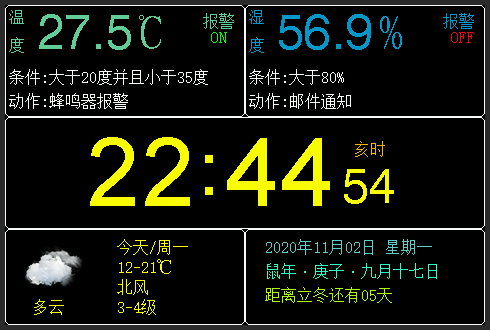 温度 27.5℃ 报警 ON
条件:大于20度并且小于35度
动作:蜂鸣器报警
湿度 56.9% 报警 OFF
条件:大于80%
动作:邮件通知
22:44 54 亥时
多云
今天/周一
12-21℃
北风
3-4级
2020年11月02日 星期一
鼠年·庚子·九月十七日
距离立冬还有05天